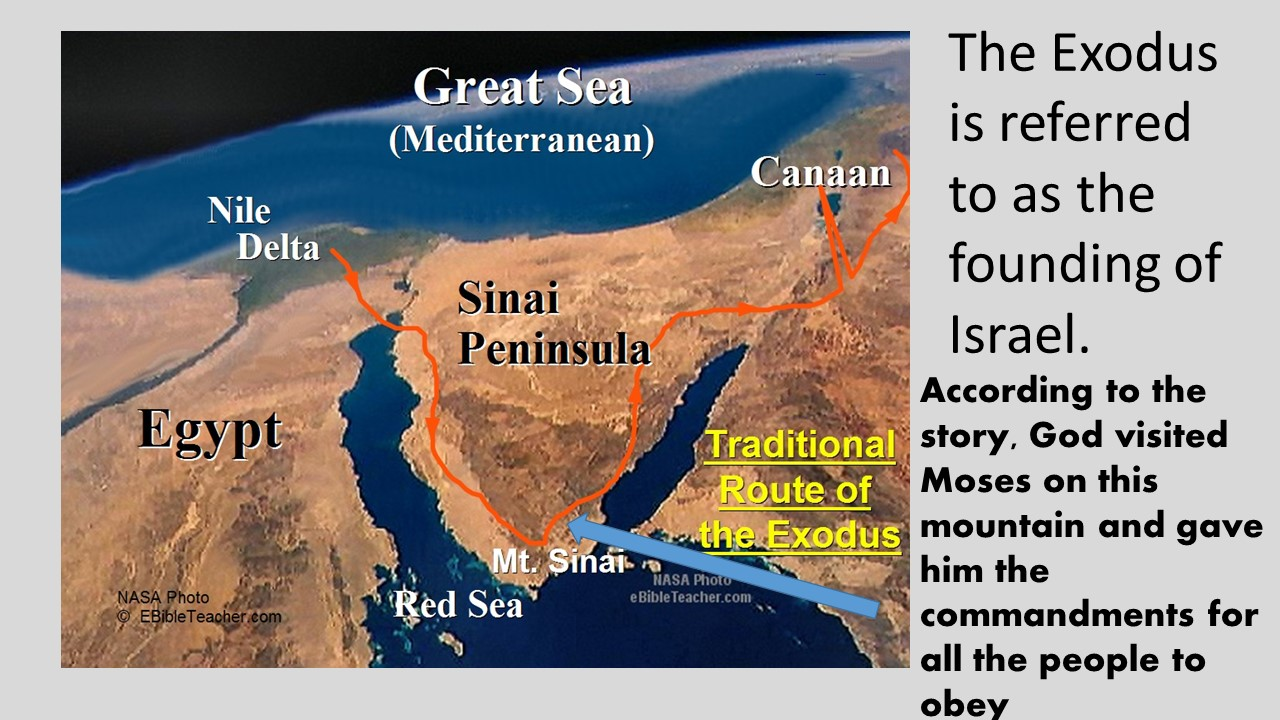 Great Sea
(Mediterranean)
Canaan
Nile
Delta
Sinai
Peninsula
Egypt
Traditional
Route of
the Exodus
Mt. Sinai
Red Sea
NASA Photo
eBibleTeacher.com
NASA Photo
© EBibleTeacher.com
The Exodus
is referred
to as the
founding of
Israel.
According to the
story, God visited
Moses on this
mountain and gave
him the
commandments for
all the people to
obey